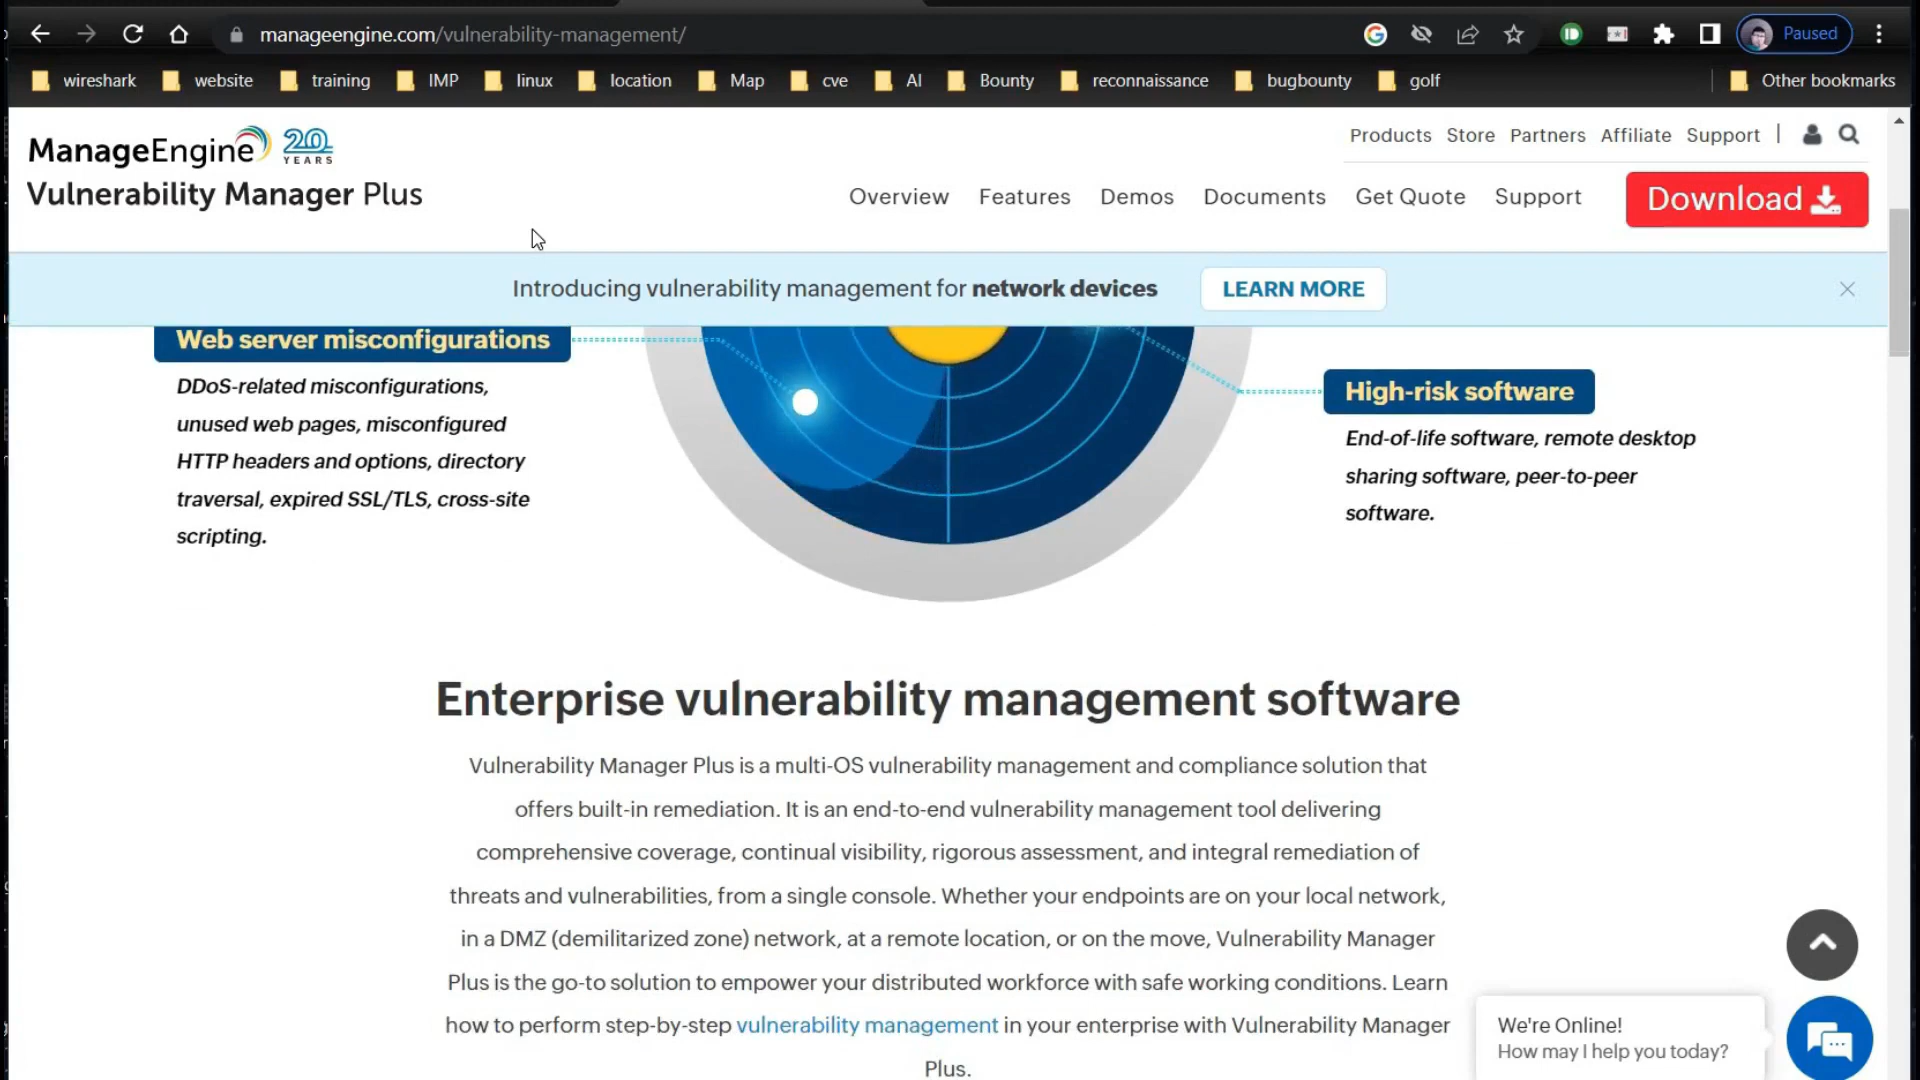 manageengine.com/vulnerability-management/
Paused
wireshark website training IMP linux location Map cve AI Bounty reconnaissance bugbounty golf Other bookmarks
ManageEngine 20 YEARS
Vulnerability Manager Plus
Products Store Partners Affiliate Support
Overview Features Demos Documents Get Quote Support Download
Introducing vulnerability management for network devices LEARN MORE
Web server misconfigurations
DDoS-related misconfigurations,
unused web pages, misconfigured
HTTP headers and options, directory
traversal, expired SSL/TLS, cross-site
scripting.
High-risk software
End-of-life software, remote desktop
sharing software, peer-to-peer
software.
Enterprise vulnerability management software
Vulnerability Manager Plus is a multi-OS vulnerability management and compliance solution that
offers built-in remediation. It is an end-to-end vulnerability management tool delivering
comprehensive coverage, continual visibility, rigorous assessment, and integral remediation of
threats and vulnerabilities, from a single console. Whether your endpoints are on your local network,
in a DMZ (demilitarized zone) network, at a remote location, or on the move, Vulnerability Manager
Plus is the go-to solution to empower your distributed workforce with safe working conditions. Learn
how to perform step-by-step vulnerability management in your enterprise with Vulnerability Manager
Plus.
We're Online!
How may I help you today?